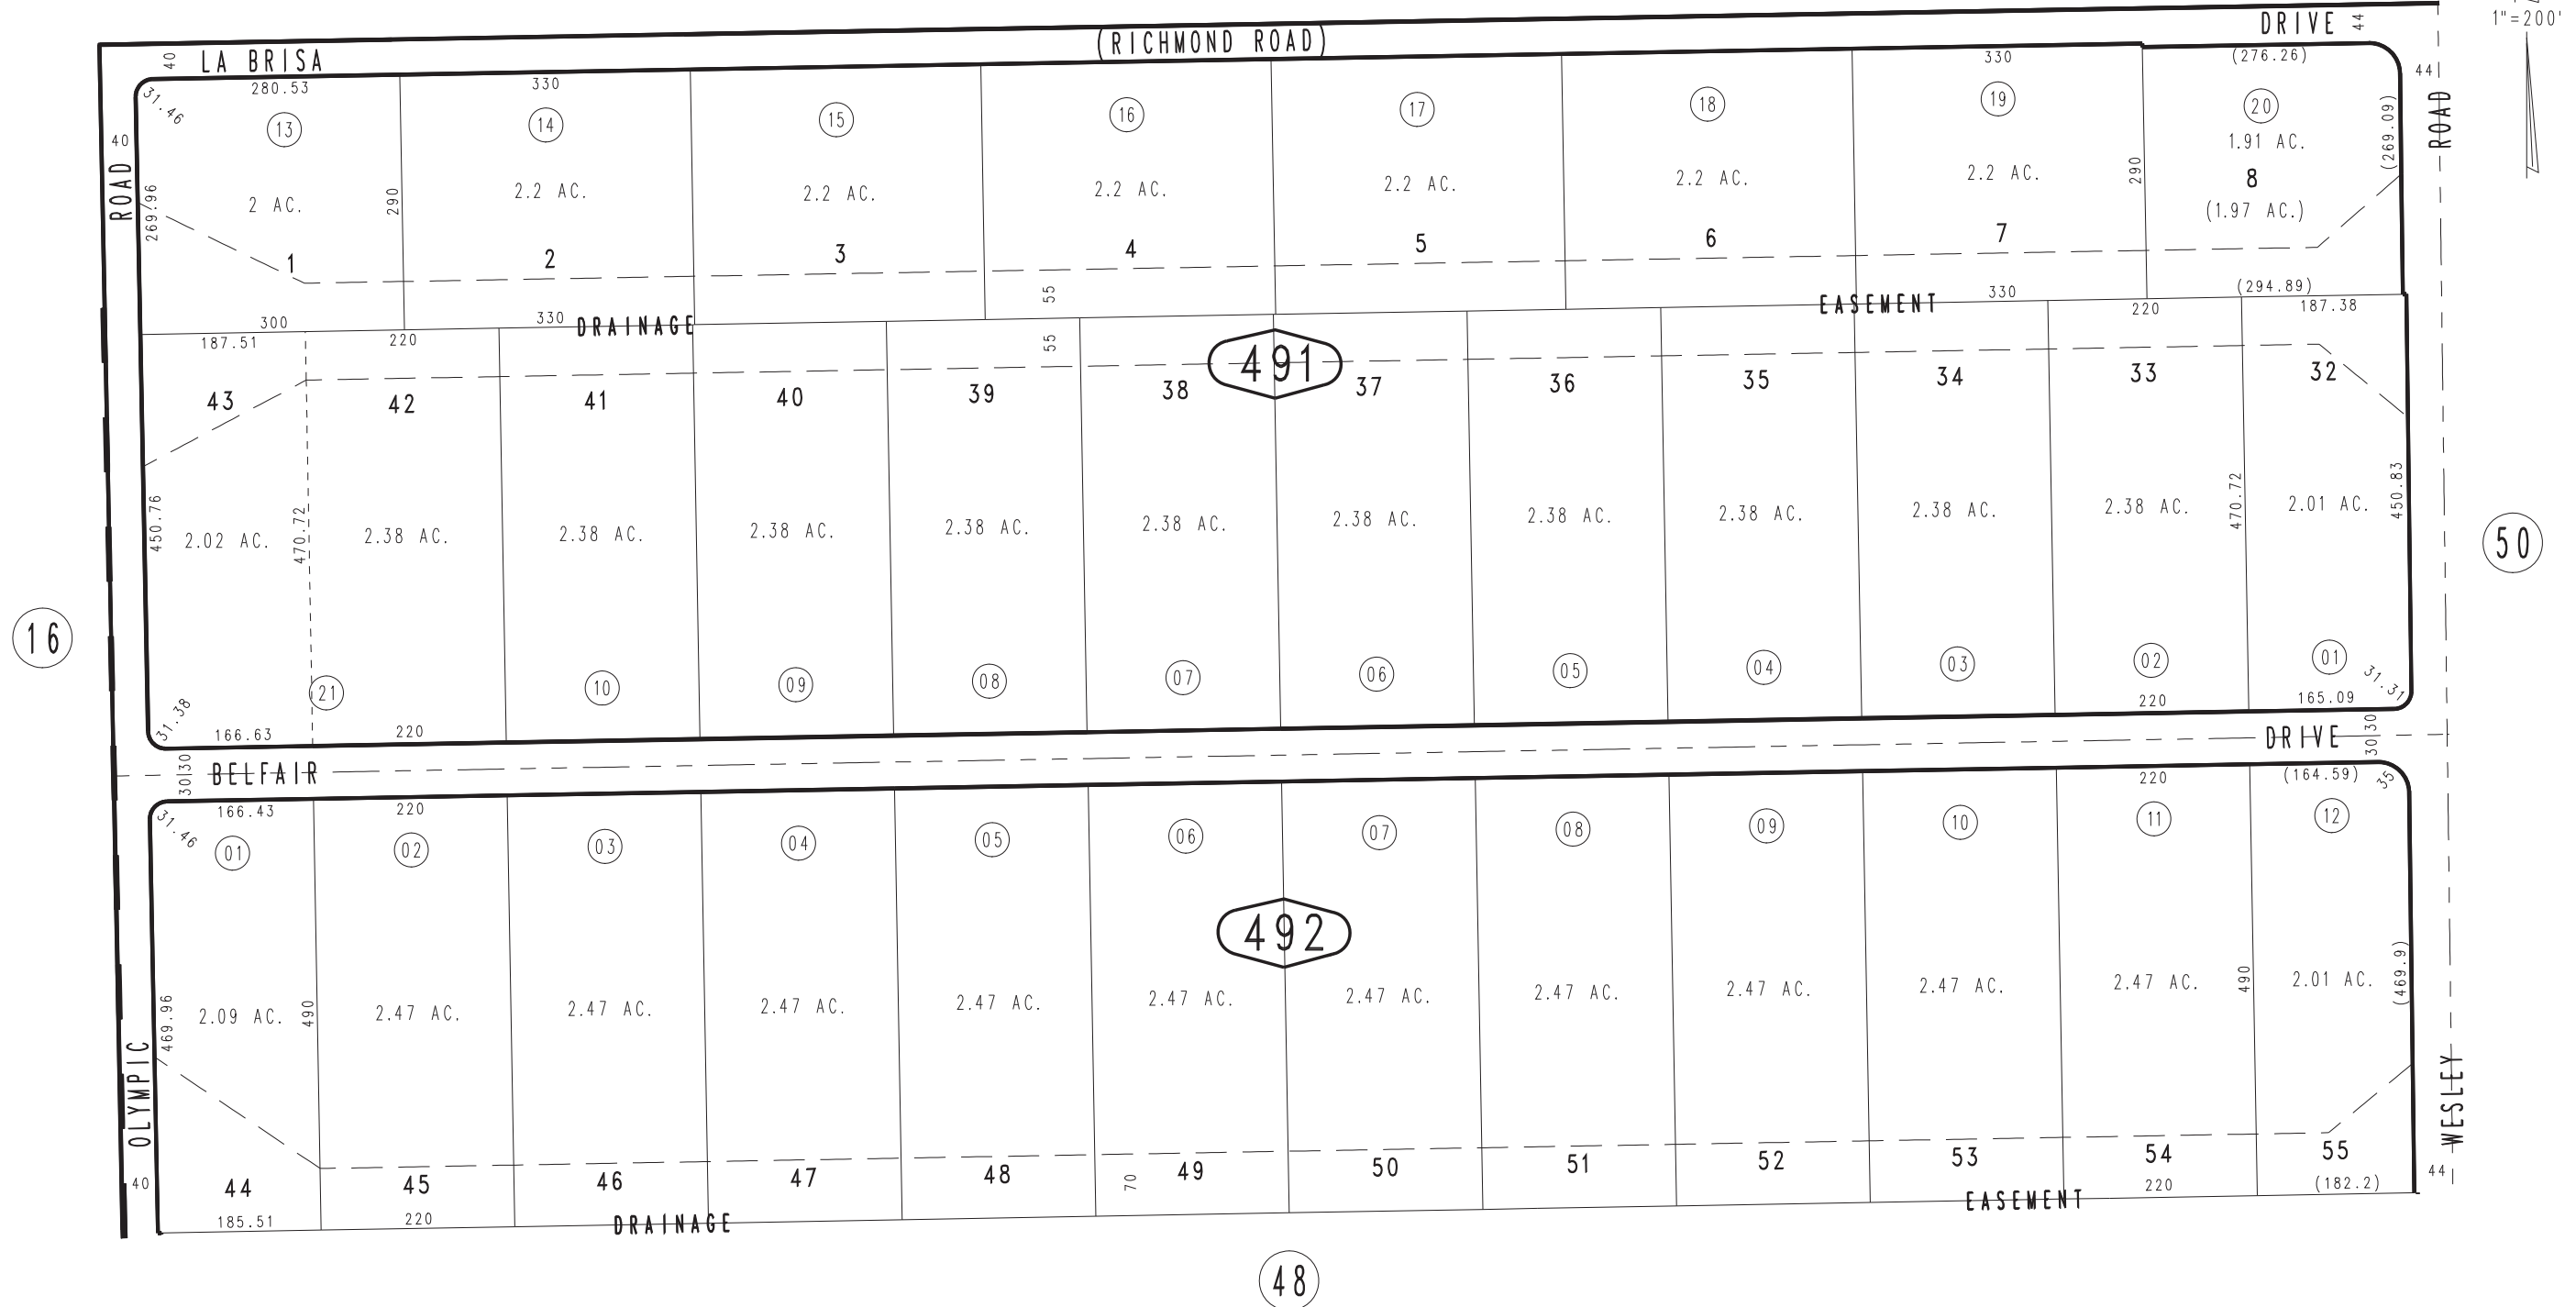 1"=200'
(RICHMOND ROAD)
DRIVE 44
40 LA BRISA
280.53 330 330 (276.26) 44
31.46
13 14 15 16 17 18 19 20
40
ROAD
269.96
290
290
(269.09)
ROAD
1.91 AC.
2 AC. 2.2 AC. 2.2 AC. 2.2 AC. 2.2 AC. 2.2 AC. 2.2 AC. 8
(1.97 AC.)
1 2 3 4 5 6 7
55
300 330 DRAINAGE EASEMENT 330 (294.89)
187.51 220 55 220 187.38
491
43 42 41 40 39 38 37 36 35 34 33 32
450.76
470.72
470.72
450.83
2.02 AC. 2.38 AC. 2.38 AC. 2.38 AC. 2.38 AC. 2.38 AC. 2.38 AC. 2.38 AC. 2.38 AC. 2.38 AC. 2.38 AC. 2.01 AC.
50
16
21 10 09 08 07 06 05 04 03 02 01
31.38
31.31
166.63 220 220 165.09
30 30 BELFAIR DRIVE 30 30
166.43 220 220 (164.59) 35
31.46
01 02 03 04 05 06 07 08 09 10 11 12
492
469.96
490
490
(469.9)
2.09 AC. 2.47 AC. 2.47 AC. 2.47 AC. 2.47 AC. 2.47 AC. 2.47 AC. 2.47 AC. 2.47 AC. 2.47 AC. 2.47 AC. 2.01 AC.
OLYMPIC
WESLEY
40
44 45 46 47 48 49 50 51 52 53 54 55
70
44
185.51 220 DRAINAGE EASEMENT 220 (182.2)
48